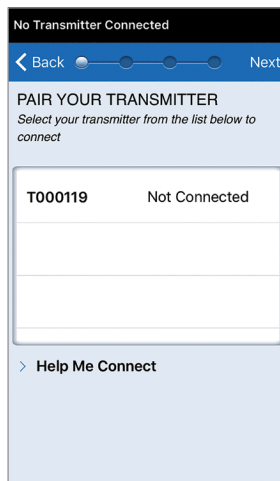 No Transmitter Connected
Back
Next
PAIR YOUR TRANSMITTER
Select your transmitter from the list below to
connect
T000119 Not Connected
Help Me Connect